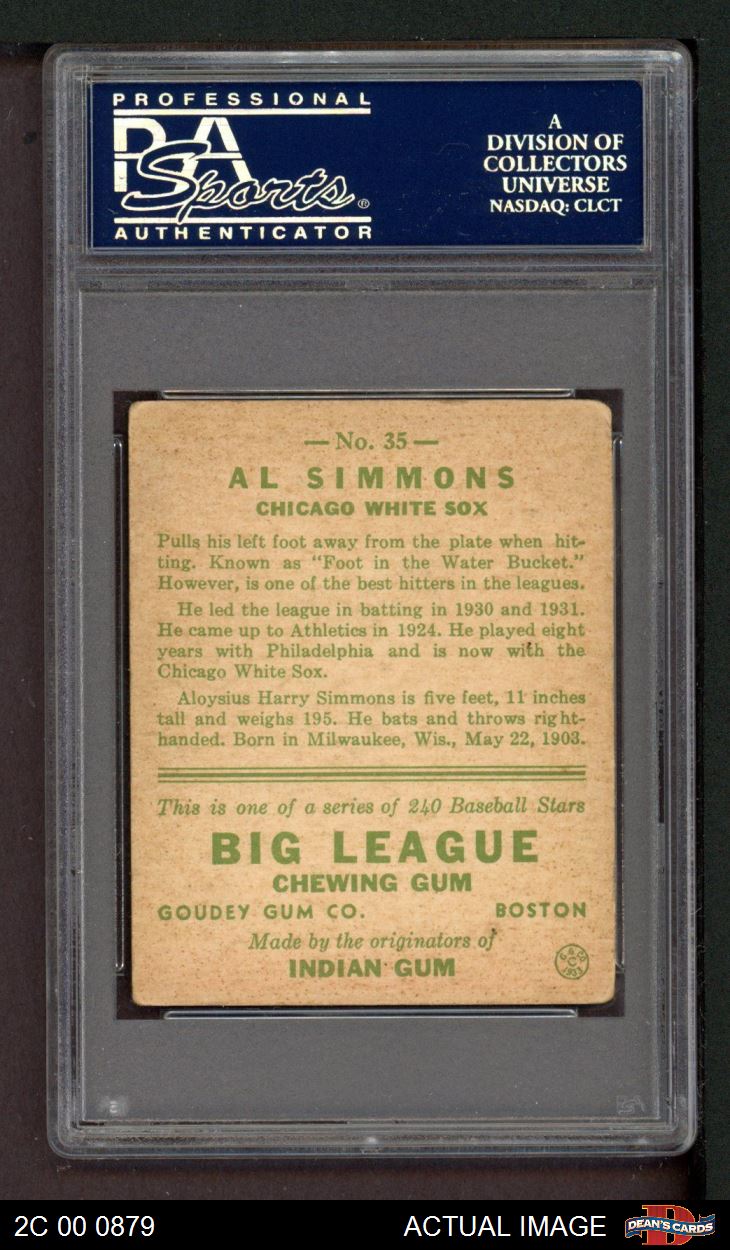 PROFESSIONAL
PSA
Sports®
AUTHENTICATOR
A
DIVISION OF
COLLECTORS
UNIVERSE
NASDAQ: CLCT
— No. 35 —
AL SIMMONS
CHICAGO WHITE SOX
Pulls his left foot away from the plate when hit-
ting. Known as "Foot in the Water Bucket."
However, is one of the best hitters in the leagues.
He led the league in batting in 1930 and 1931.
He came up to Athletics in 1924. He played eight
years with Philadelphia and is now with the
Chicago White Sox.
Aloysius Harry Simmons is five feet, 11 inches
tall and weighs 195. He bats and throws right-
handed. Born in Milwaukee, Wis., May 22, 1903.
This is one of a series of 240 Baseball Stars
BIG LEAGUE
CHEWING GUM
GOUDEY GUM CO. BOSTON
Made by the originators of
INDIAN GUM
G. G. CO.
C
1933
2C 00 0879 ACTUAL IMAGE DEAN'S CARDS